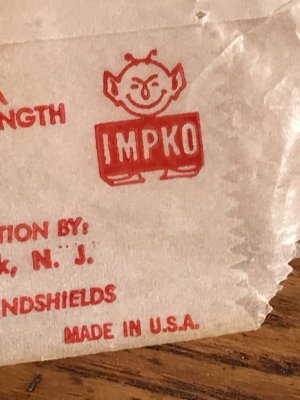 A
NGTH
IMPKO
TION BY:
k, N. J.
NDSHIELDS
MADE IN U.S.A.